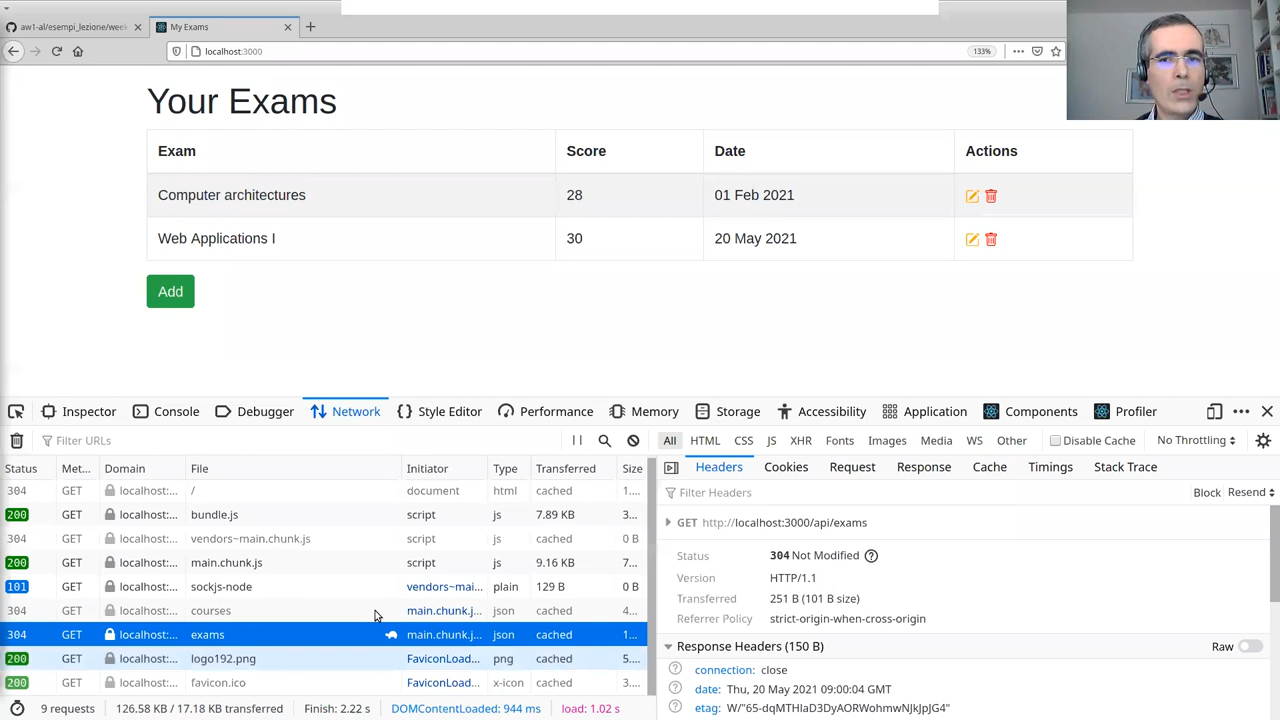 aw1-al/esempi_lezione/week
My Exams
localhost:3000
133%
Your Exams
Exam Score Date Actions
Computer architectures 28 01 Feb 2021
Web Applications I 30 20 May 2021
Add
Inspector Console Debugger Network Style Editor Performance Memory Storage Accessibility Application Components Profiler
Filter URLs
All HTML CSS JS XHR Fonts Images Media WS Other Disable Cache No Throttling
Status Met... Domain File Initiator Type Transferred Size
304 GET localhost:... / document html cached 1....
200 GET localhost:... bundle.js script js 7.89 KB 3...
304 GET localhost:... vendors~main.chunk.js script js cached 0 B
200 GET localhost:... main.chunk.js script js 9.16 KB 7...
101 GET localhost:... sockjs-node vendors~mai... plain 129 B 0 B
304 GET localhost:... courses main.chunk.j... json cached 4...
304 GET localhost:... exams main.chunk.j... json cached 1...
200 GET localhost:... logo192.png FaviconLoad... png cached 5....
200 GET localhost:... favicon.ico FaviconLoad... x-icon cached 3....
9 requests 126.58 KB / 17.18 KB transferred Finish: 2.22 s DOMContentLoaded: 944 ms load: 1.02 s
Headers Cookies Request Response Cache Timings Stack Trace
Filter Headers Block Resend
GET http://localhost:3000/api/exams
Status 304 Not Modified
Version HTTP/1.1
Transferred 251 B (101 B size)
Referrer Policy strict-origin-when-cross-origin
Response Headers (150 B) Raw
connection: close
date: Thu, 20 May 2021 09:00:04 GMT
etag: W/"65-dqMTHIaD3DyAORWohmwNJkJpJG4"